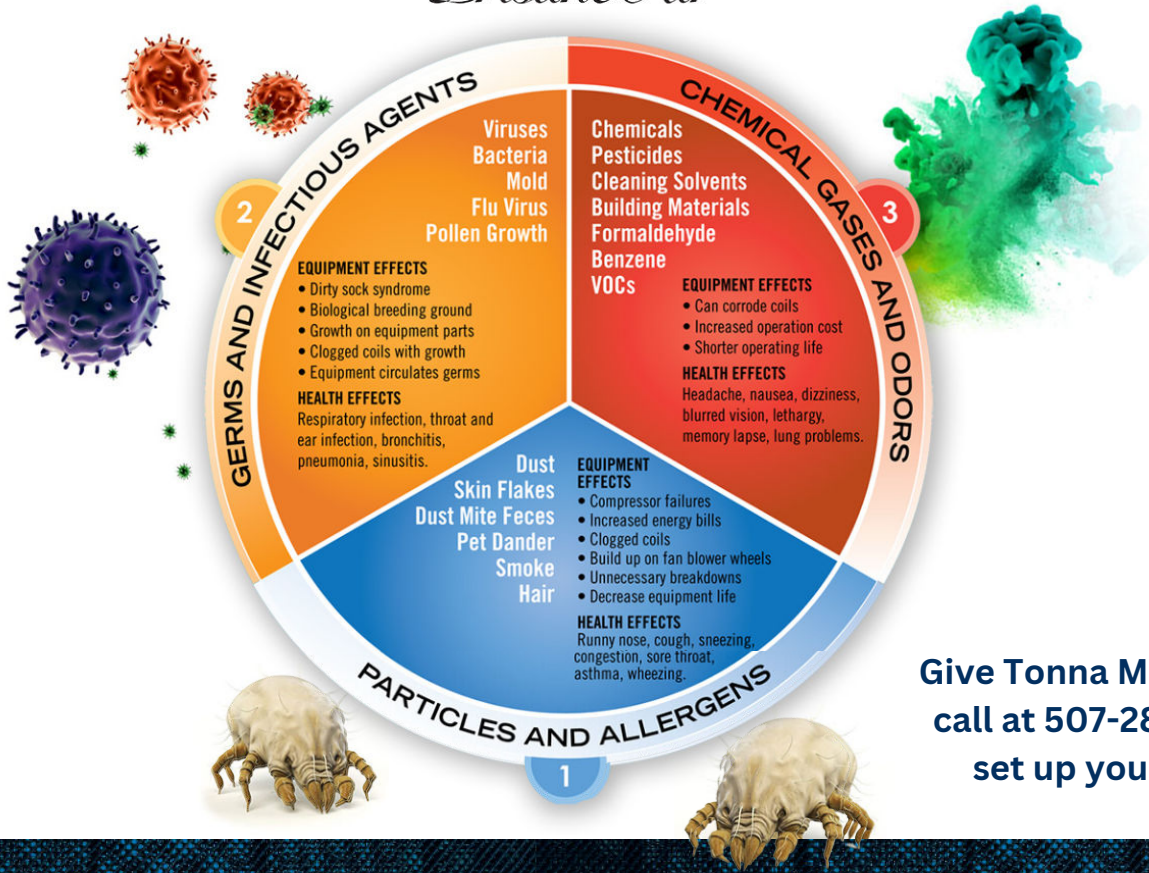 GERMS AND INFECTIOUS AGENTS
2
Viruses
Bacteria
Mold
Flu Virus
Pollen Growth
EQUIPMENT EFFECTS
• Dirty sock syndrome
• Biological breeding ground
• Growth on equipment parts
• Clogged coils with growth
• Equipment circulates germs
HEALTH EFFECTS
Respiratory infection, throat and
ear infection, bronchitis,
pneumonia, sinusitis.
CHEMICAL GASES AND ODORS
3
Chemicals
Pesticides
Cleaning Solvents
Building Materials
Formaldehyde
Benzene
VOCs
EQUIPMENT EFFECTS
• Can corrode coils
• Increased operation cost
• Shorter operating life
HEALTH EFFECTS
Headache, nausea, dizziness,
blurred vision, lethargy,
memory lapse, lung problems.
Dust
Skin Flakes
Dust Mite Feces
Pet Dander
Smoke
Hair
EQUIPMENT
EFFECTS
• Compressor failures
• Increased energy bills
• Clogged coils
• Build up on fan blower wheels
• Unnecessary breakdowns
• Decrease equipment life
HEALTH EFFECTS
Runny nose, cough, sneezing,
congestion, sore throat,
asthma, wheezing.
PARTICLES AND ALLERGENS
1
Give Tonna M
call at 507-28
set up you